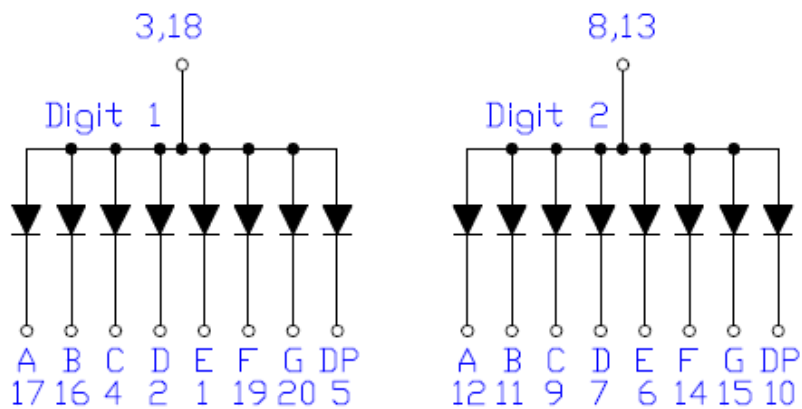 3,18 8,13
Digit 1 Digit 2
A B C D E F G DP A B C D E F G DP
17 16 4 2 1 19 20 5 12 11 9 7 6 14 15 10